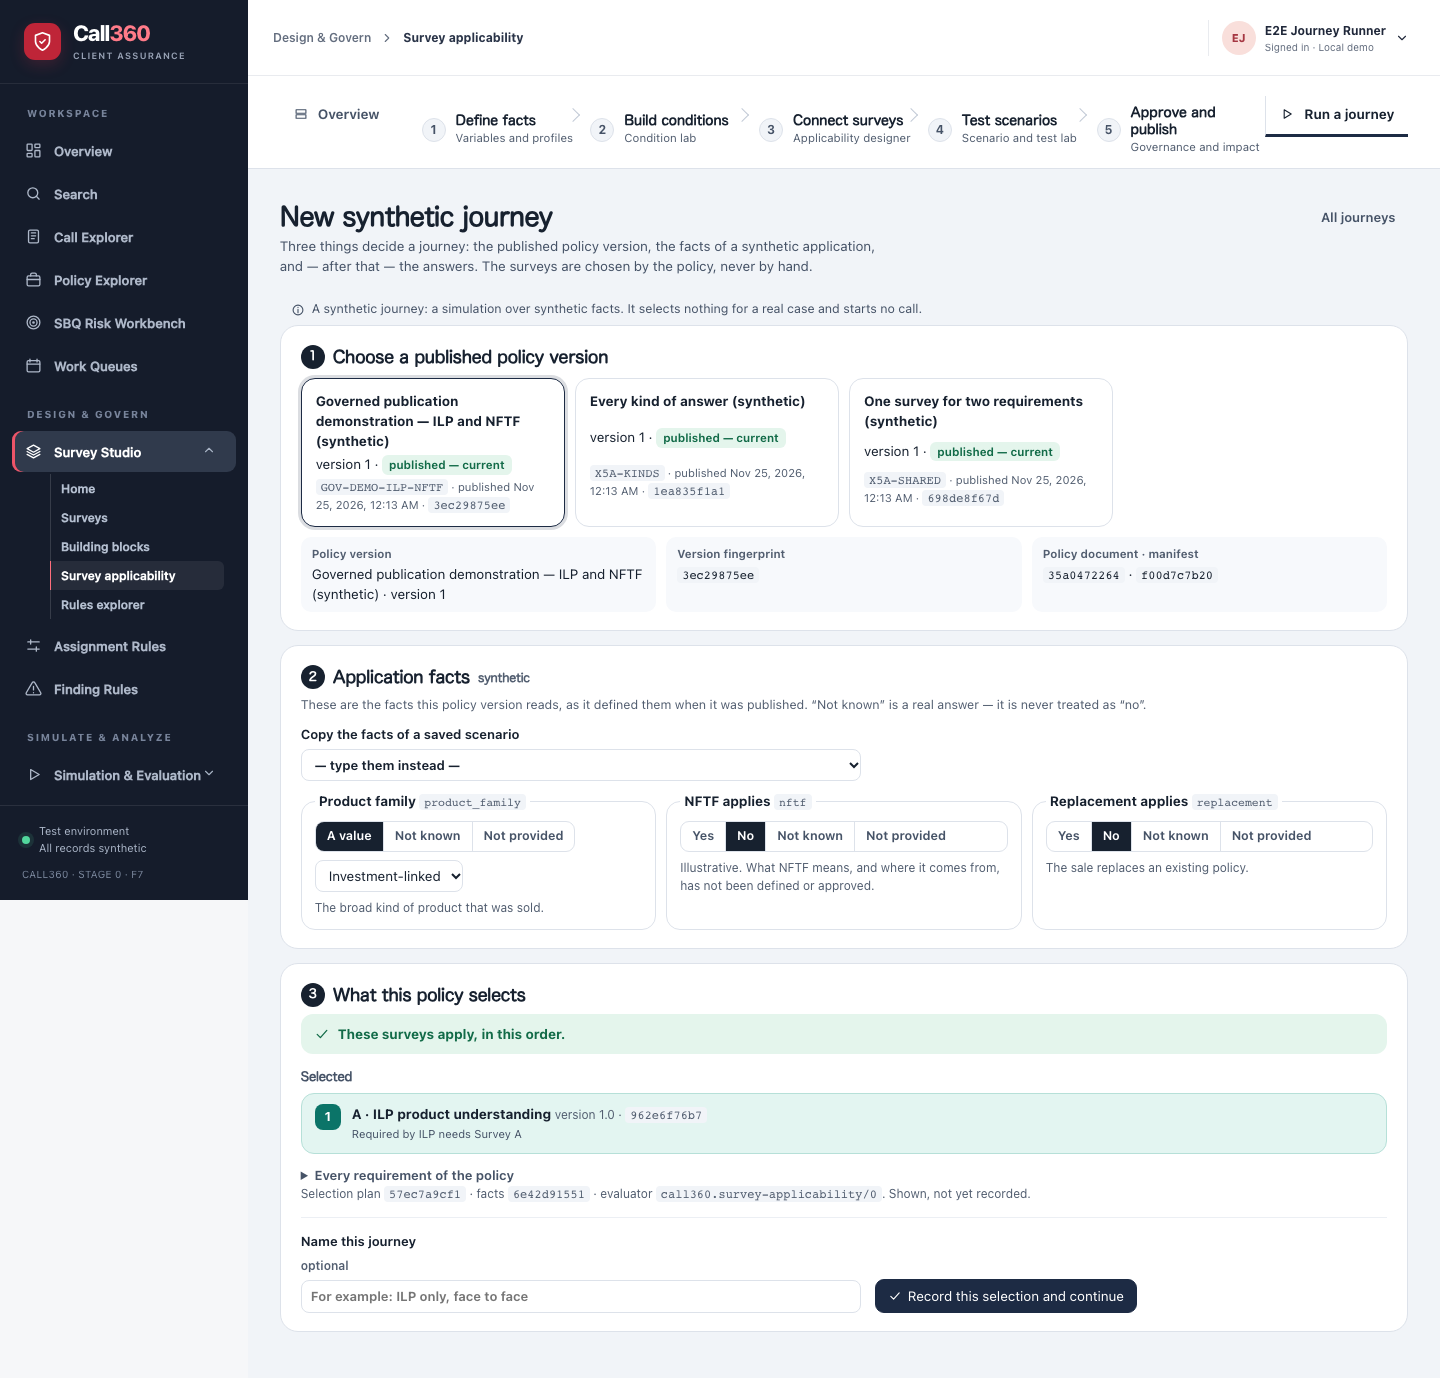 Call360
CLIENT ASSURANCE
WORKSPACE
Overview
Search
Call Explorer
Policy Explorer
SBQ Risk Workbench
Work Queues
DESIGN & GOVERN
Survey Studio
Home
Surveys
Building blocks
Survey applicability
Rules explorer
Assignment Rules
Finding Rules
SIMULATE & ANALYZE
Simulation & Evaluation
Test environment
All records synthetic
CALL360 · STAGE 0 · F7
Design & Govern > Survey applicability
EJ
E2E Journey Runner
Signed in · Local demo
Overview
1 Define facts
Variables and profiles
2 Build conditions
Condition lab
3 Connect surveys
Applicability designer
4 Test scenarios
Scenario and test lab
5 Approve and
publish
Governance and impact
Run a journey
New synthetic journey
All journeys
Three things decide a journey: the published policy version, the facts of a synthetic application,
and — after that — the answers. The surveys are chosen by the policy, never by hand.
A synthetic journey: a simulation over synthetic facts. It selects nothing for a real case and starts no call.
1 Choose a published policy version
Governed publication
demonstration — ILP and NFTF
(synthetic)
version 1 · published — current
GOV-DEMO-ILP-NFTF · published Nov
25, 2026, 12:13 AM · 3ec29875ee
Every kind of answer (synthetic)
version 1 · published — current
X5A-KINDS · published Nov 25, 2026,
12:13 AM · 1ea835f1a1
One survey for two requirements
(synthetic)
version 1 · published — current
X5A-SHARED · published Nov 25, 2026,
12:13 AM · 698de8f67d
Policy version
Governed publication demonstration — ILP and NFTF
(synthetic) · version 1
Version fingerprint
3ec29875ee
Policy document · manifest
35a0472264 · f00d7c7b20
2 Application facts synthetic
These are the facts this policy version reads, as it defined them when it was published. “Not known” is a real answer — it is never treated as “no”.
Copy the facts of a saved scenario
— type them instead —
Product family product_family
A value Not known Not provided
Investment-linked
The broad kind of product that was sold.
NFTF applies nftf
Yes No Not known Not provided
Illustrative. What NFTF means, and where it comes from,
has not been defined or approved.
Replacement applies replacement
Yes No Not known Not provided
The sale replaces an existing policy.
3 What this policy selects
These surveys apply, in this order.
Selected
1 A · ILP product understanding version 1.0 · 962e6f76b7
Required by ILP needs Survey A
Every requirement of the policy
Selection plan 57ec7a9cf1 · facts 6e42d91551 · evaluator call360.survey-applicability/0. Shown, not yet recorded.
Name this journey
optional
For example: ILP only, face to face
Record this selection and continue